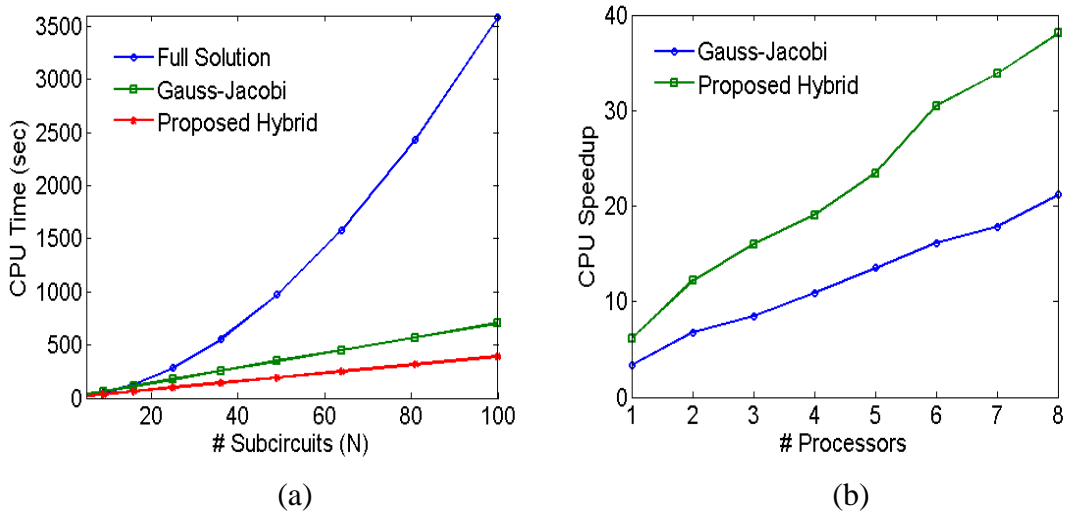 3500
3000
2500
2000
1500
1000
500
0
CPU Time (sec)
Full Solution
Gauss-Jacobi
Proposed Hybrid
20
40
60
80
100
# Subcircuits (N)
(a)
40
30
20
10
0
CPU Speedup
Gauss-Jacobi
Proposed Hybrid
1
2
3
4
5
6
7
8
# Processors
(b)